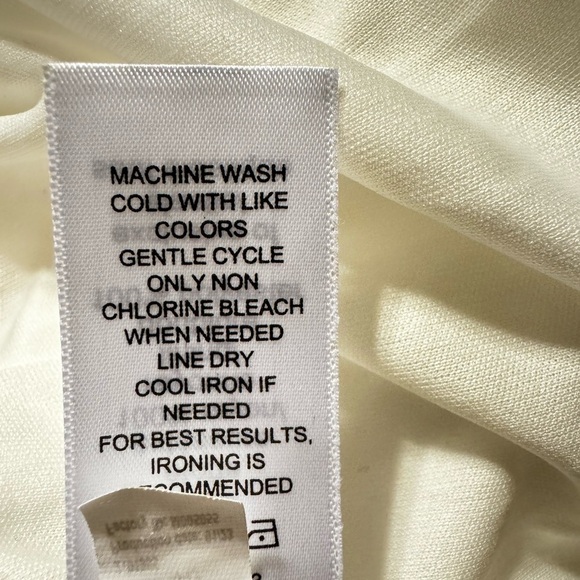 MACHINE WASH
COLD WITH LIKE
COLORS
GENTLE CYCLE
ONLY NON
CHLORINE BLEACH
WHEN NEEDED
LINE DRY
COOL IRON IF
NEEDED
FOR BEST RESULTS,
IRONING IS
RECOMMENDED